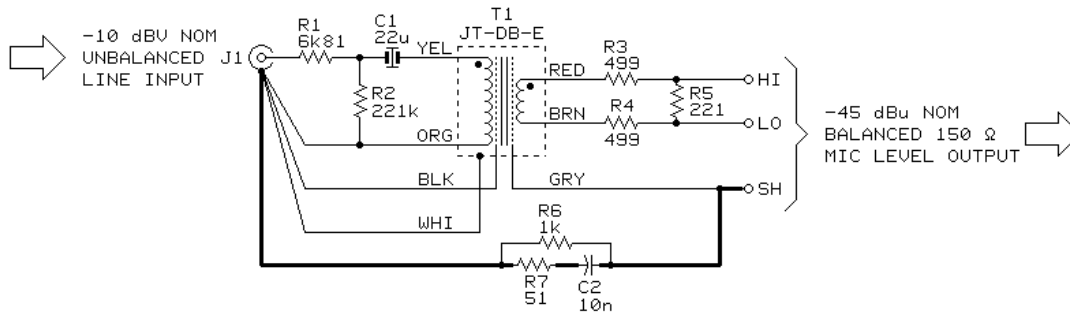 -10 dBV NOM
UNBALANCED
LINE INPUT
J1
R1
6k81
C1
22u
R2
221k
YEL
ORG
BLK
WHI
T1
JT-DB-E
RED
BRN
GRY
R3
499
R4
499
R5
221
HI
LO
SH
R6
1k
R7
51
C2
10n
-45 dBu NOM
BALANCED 150 Ω
MIC LEVEL OUTPUT